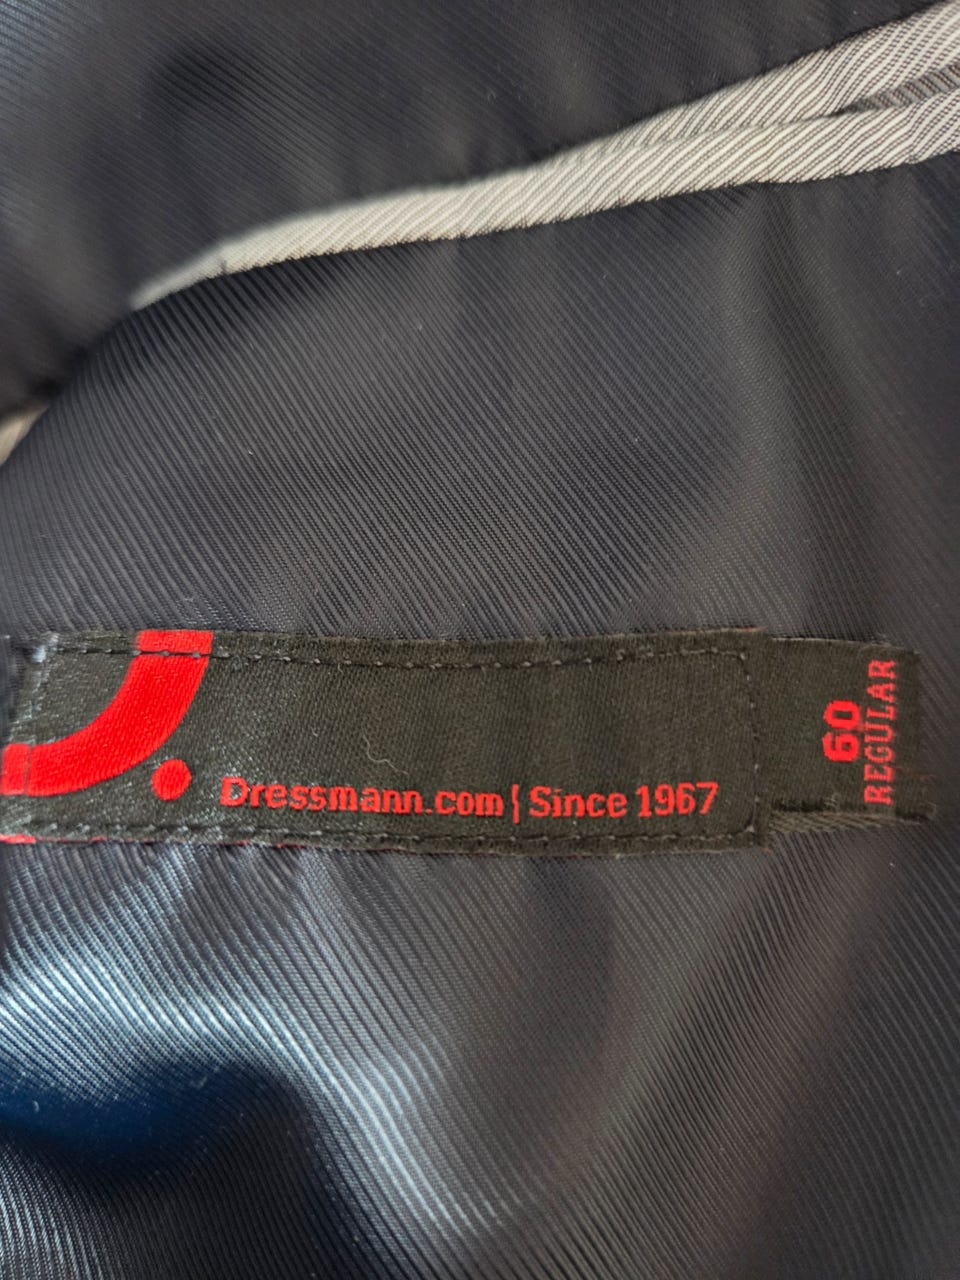 Dressmann.com | Since 1967
60
REGULAR